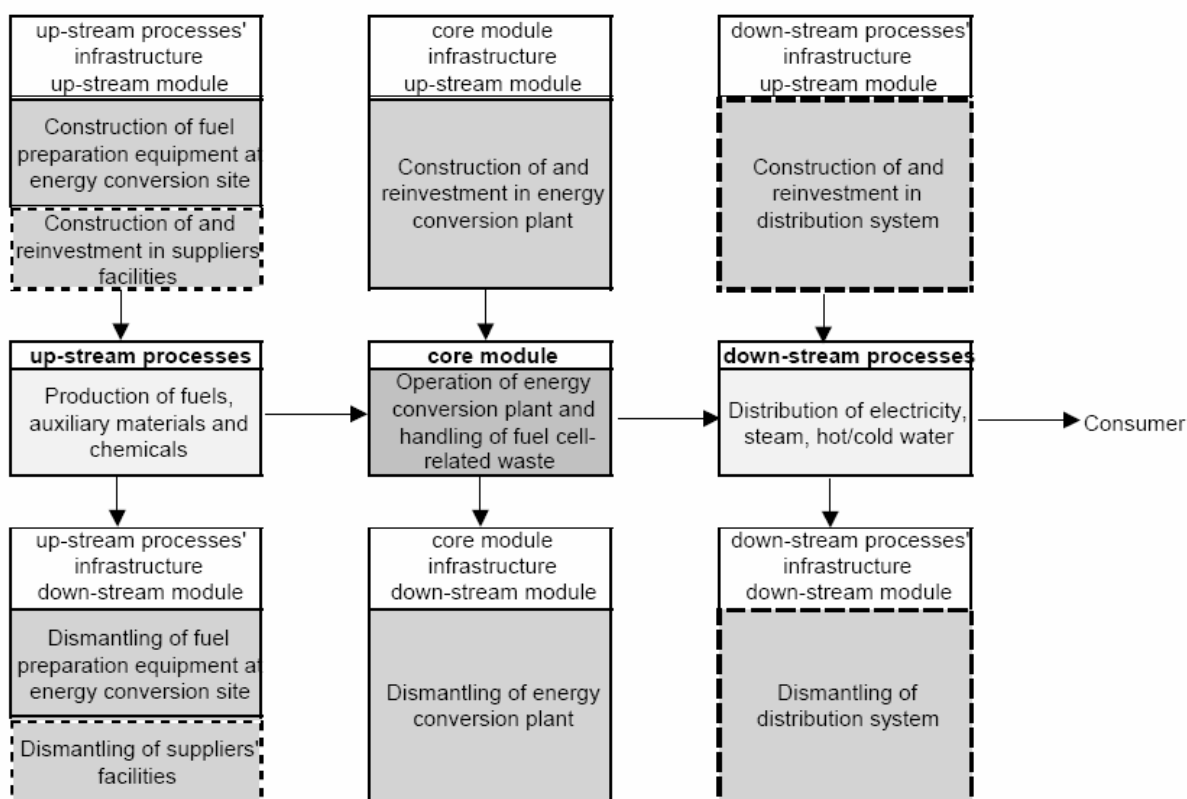 up-stream processes'
infrastructure
up-stream module
Construction of fuel
preparation equipment at
energy conversion site
Construction of and
reinvestment in suppliers'
facilities
core module
infrastructure
up-stream module
Construction of and
reinvestment in energy
conversion plant
down-stream processes'
infrastructure
up-stream module
Construction of and
reinvestment in
distribution system
up-stream processes
Production of fuels,
auxiliary materials and
chemicals
core module
Operation of energy
conversion plant and
handling of fuel cell-
related waste
down-stream processes
Distribution of electricity,
steam, hot/cold water
Consumer
up-stream processes'
infrastructure
down-stream module
Dismantling of fuel
preparation equipment at
energy conversion site
Dismantling of suppliers'
facilities
core module
infrastructure
down-stream module
Dismantling of energy
conversion plant
down-stream processes'
infrastructure
down-stream module
Dismantling of
distribution system